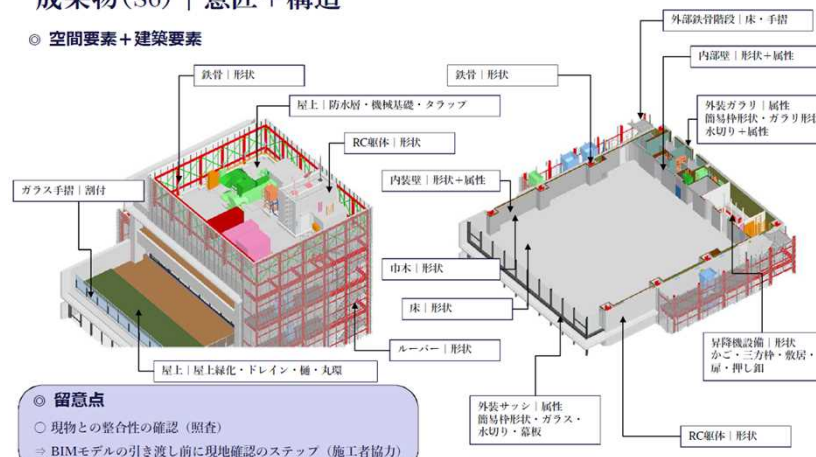 成果物(S6)｜意匠＋構造
◎ 空間要素＋建築要素
鉄骨｜形状
屋上｜防水層・機械基礎・タラップ
RC躯体｜形状
ガラス手摺｜割付
屋上｜屋上緑化・ドレイン・樋・丸環
ルーバー｜形状
鉄骨｜形状
内装壁｜形状＋属性
巾木｜形状
床｜形状
外装サッシ｜属性
簡易枠形状・ガラス・
水切り・幕板
外部鉄骨階段｜床・手摺
内部壁｜形状＋属性
外装ガラリ｜属性
簡易枠形状・ガラリ形状
水切り＋属性
昇降機設備｜形状
かご・三方枠・敷居・
扉・押し釦
RC躯体｜形状
◎ 留意点
○ 現物との整合性の確認（照査）
⇒ BIMモデルの引き渡し前に現地確認のステップ（施工者協力）